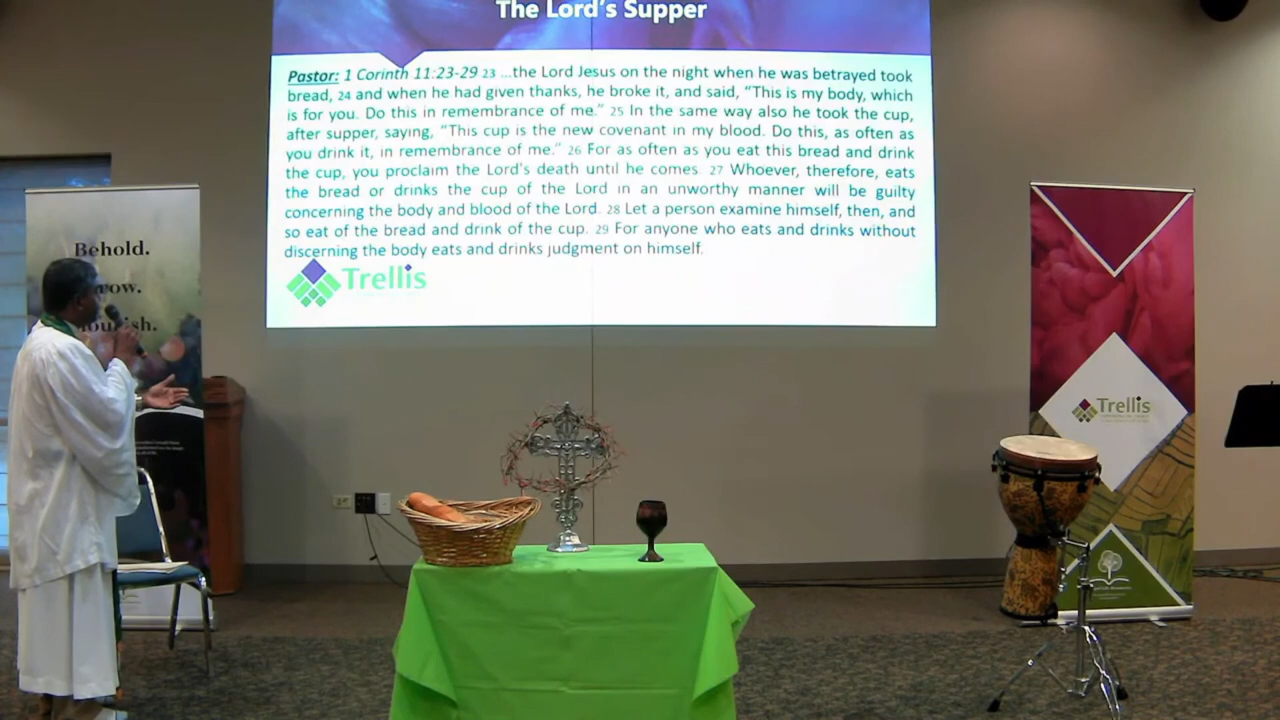 The Lord's Supper
Pastor: 1 Corinth 11:23-29 23 ...the Lord Jesus on the night when he was betrayed took
bread, 24 and when he had given thanks, he broke it, and said, "This is my body, which
is for you. Do this in remembrance of me." 25 In the same way also he took the cup,
after supper, saying, "This cup is the new covenant in my blood. Do this, as often as
you drink it, in remembrance of me." 26 For as often as you eat this bread and drink
the cup, you proclaim the Lord's death until he comes. 27 Whoever, therefore, eats
the bread or drinks the cup of the Lord in an unworthy manner will be guilty
concerning the body and blood of the Lord. 28 Let a person examine himself, then, and
so eat of the bread and drink of the cup. 29 For anyone who eats and drinks without
discerning the body eats and drinks judgment on himself.
Trellis
Behold.
Trellis